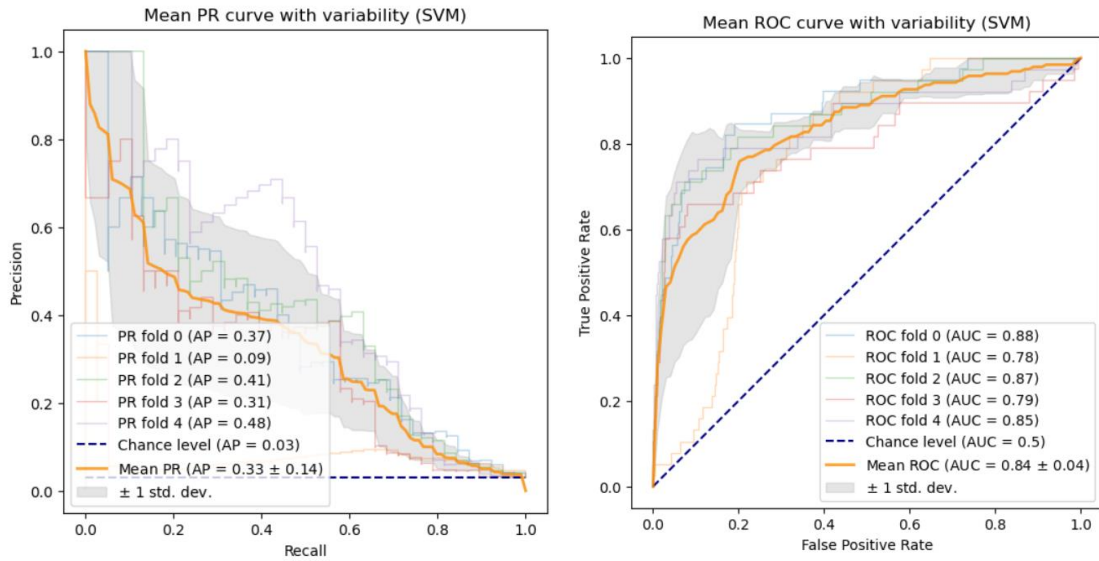 Mean PR curve with variability (SVM)
1.0
0.8
0.6
0.4
0.2
0.0
Precision
PR fold 0 (AP = 0.37)
PR fold 1 (AP = 0.09)
PR fold 2 (AP = 0.41)
PR fold 3 (AP = 0.31)
PR fold 4 (AP = 0.48)
Chance level (AP = 0.03)
Mean PR (AP = 0.33 ± 0.14)
± 1 std. dev.
0.0 0.2 0.4 0.6 0.8 1.0
Recall
Mean ROC curve with variability (SVM)
1.0
0.8
0.6
0.4
0.2
0.0
True Positive Rate
ROC fold 0 (AUC = 0.88)
ROC fold 1 (AUC = 0.78)
ROC fold 2 (AUC = 0.87)
ROC fold 3 (AUC = 0.79)
ROC fold 4 (AUC = 0.85)
Chance level (AUC = 0.5)
Mean ROC (AUC = 0.84 ± 0.04)
± 1 std. dev.
0.0 0.2 0.4 0.6 0.8 1.0
False Positive Rate